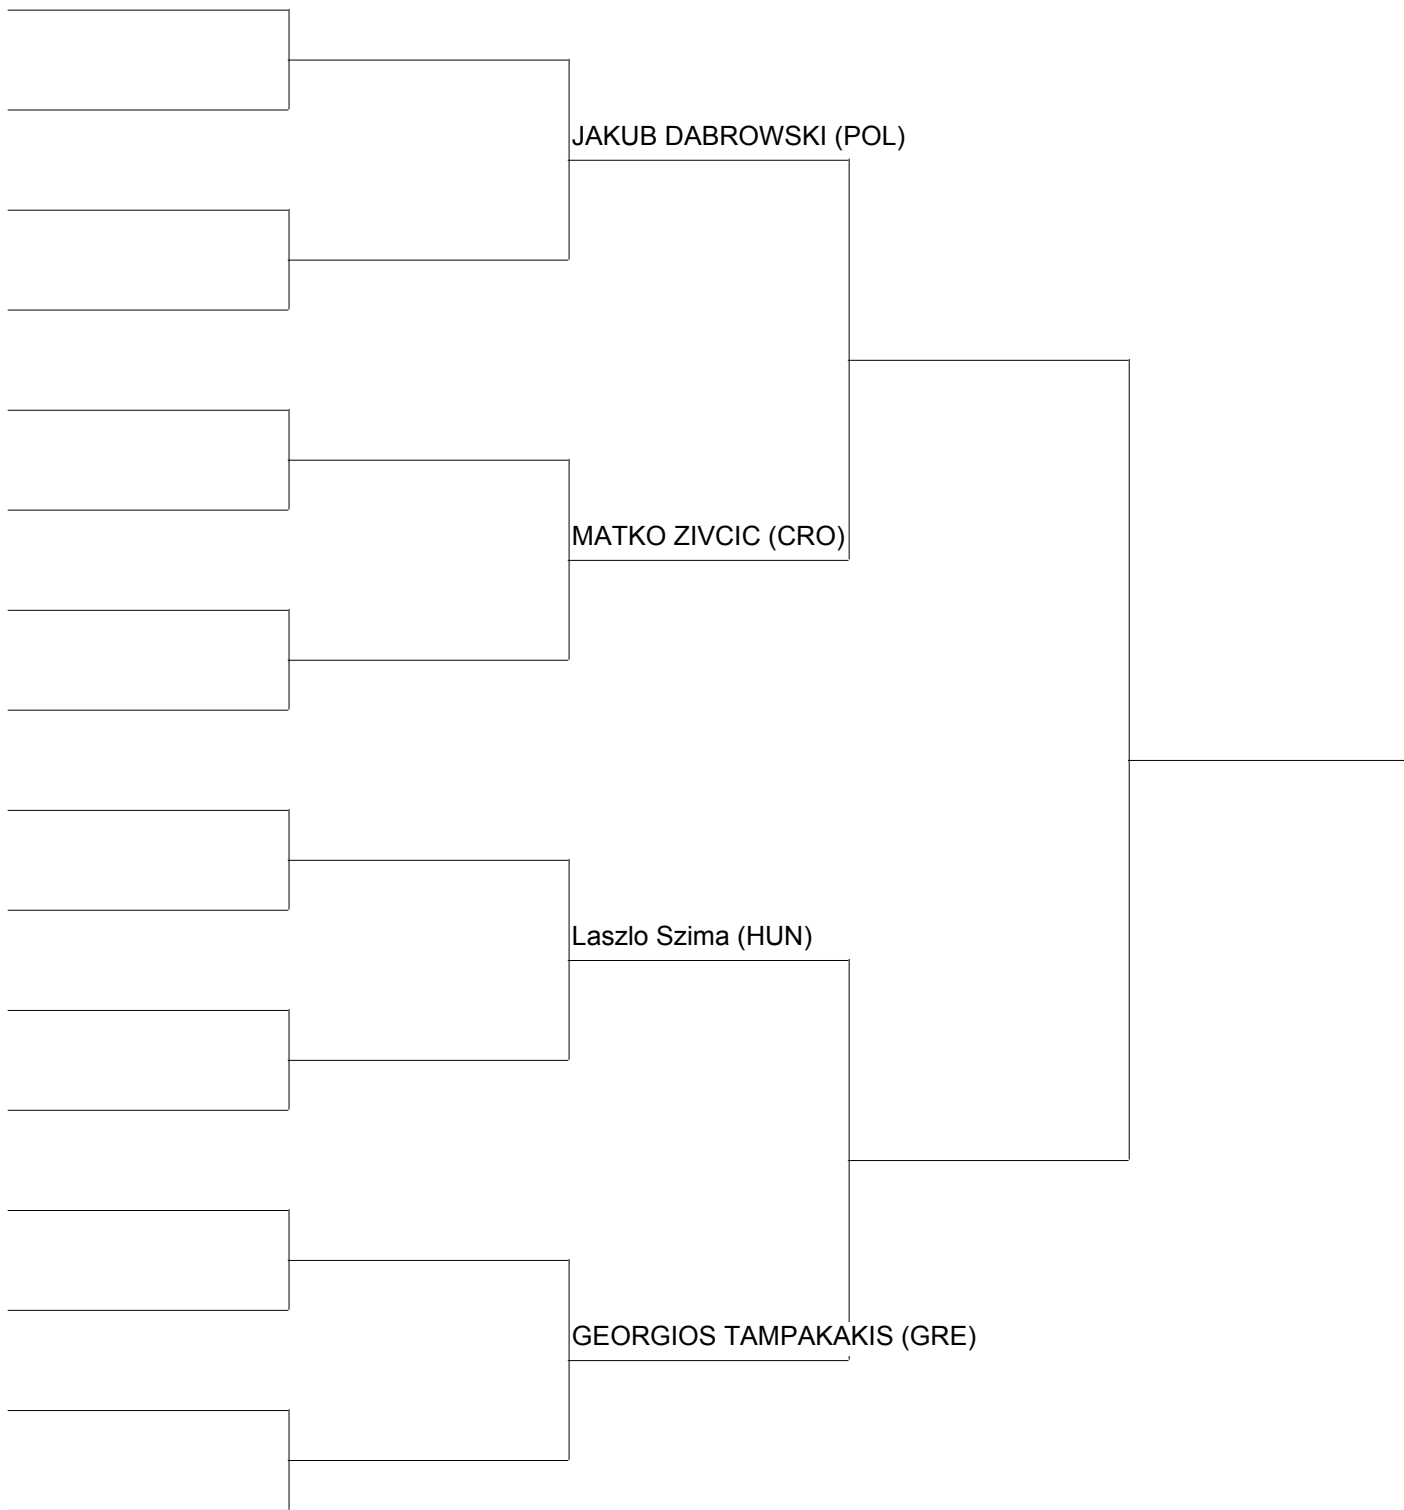 JAKUB DABROWSKI (POL)
MATKO ZIVCIC (CRO)
Laszlo Szima (HUN)
GEORGIOS TAMPAKAKIS (GRE)